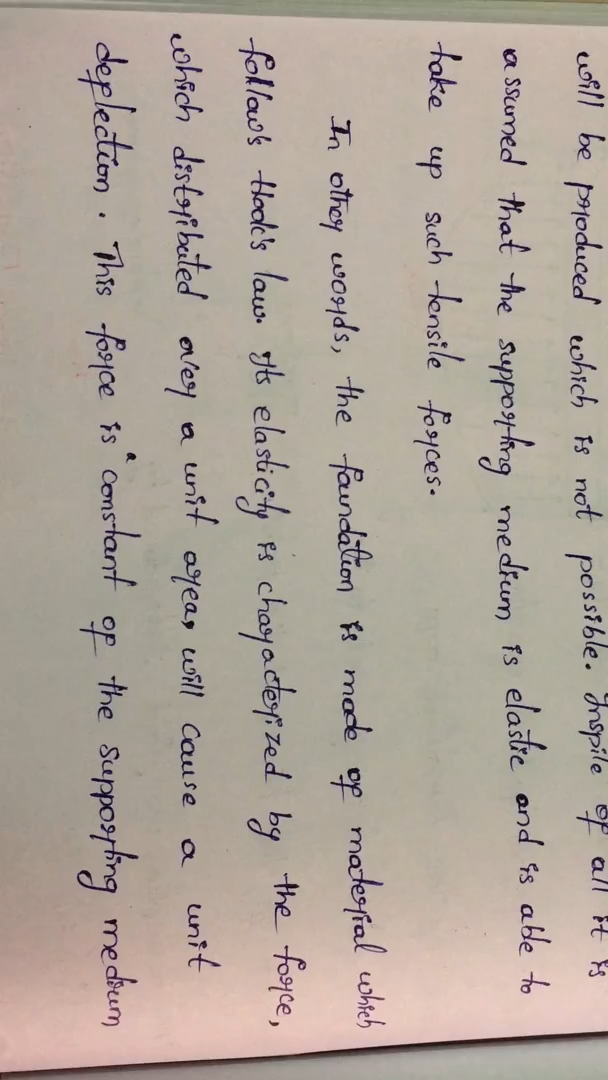 will be produced which is not possible. Inspite of all it is
assumed that the supporting medium is elastic and is able to
take up such tensile forces.
In other words, the foundation is made of material which
follows Hook's law. Its elasticity is characterized by the force,
which distributed over a unit area, will cause a unit
deflection. This force is a constant of the supporting medium